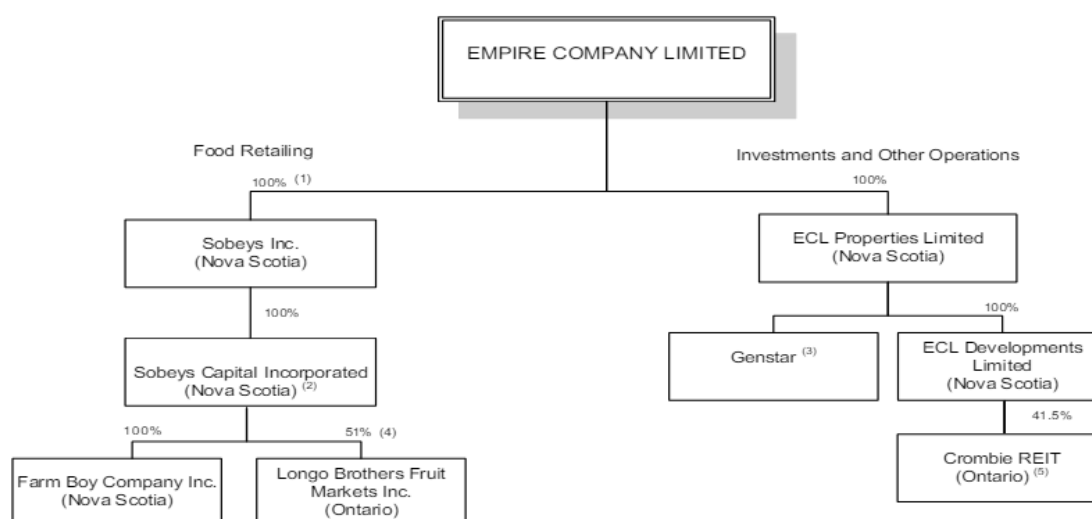 EMPIRE COMPANY LIMITED
Food Retailing
Investments and Other Operations
100% (1)
100%
Sobeys Inc.
(Nova Scotia)
ECL Properties Limited
(Nova Scotia)
100%
100%
Sobeys Capital Incorporated
(Nova Scotia) (2)
Genstar (3)
ECL Developments
Limited
(Nova Scotia)
100%
51% (4)
41.5%
Farm Boy Company Inc.
(Nova Scotia)
Longo Brothers Fruit
Markets Inc.
(Ontario)
Crombie REIT
(Ontario) (5)